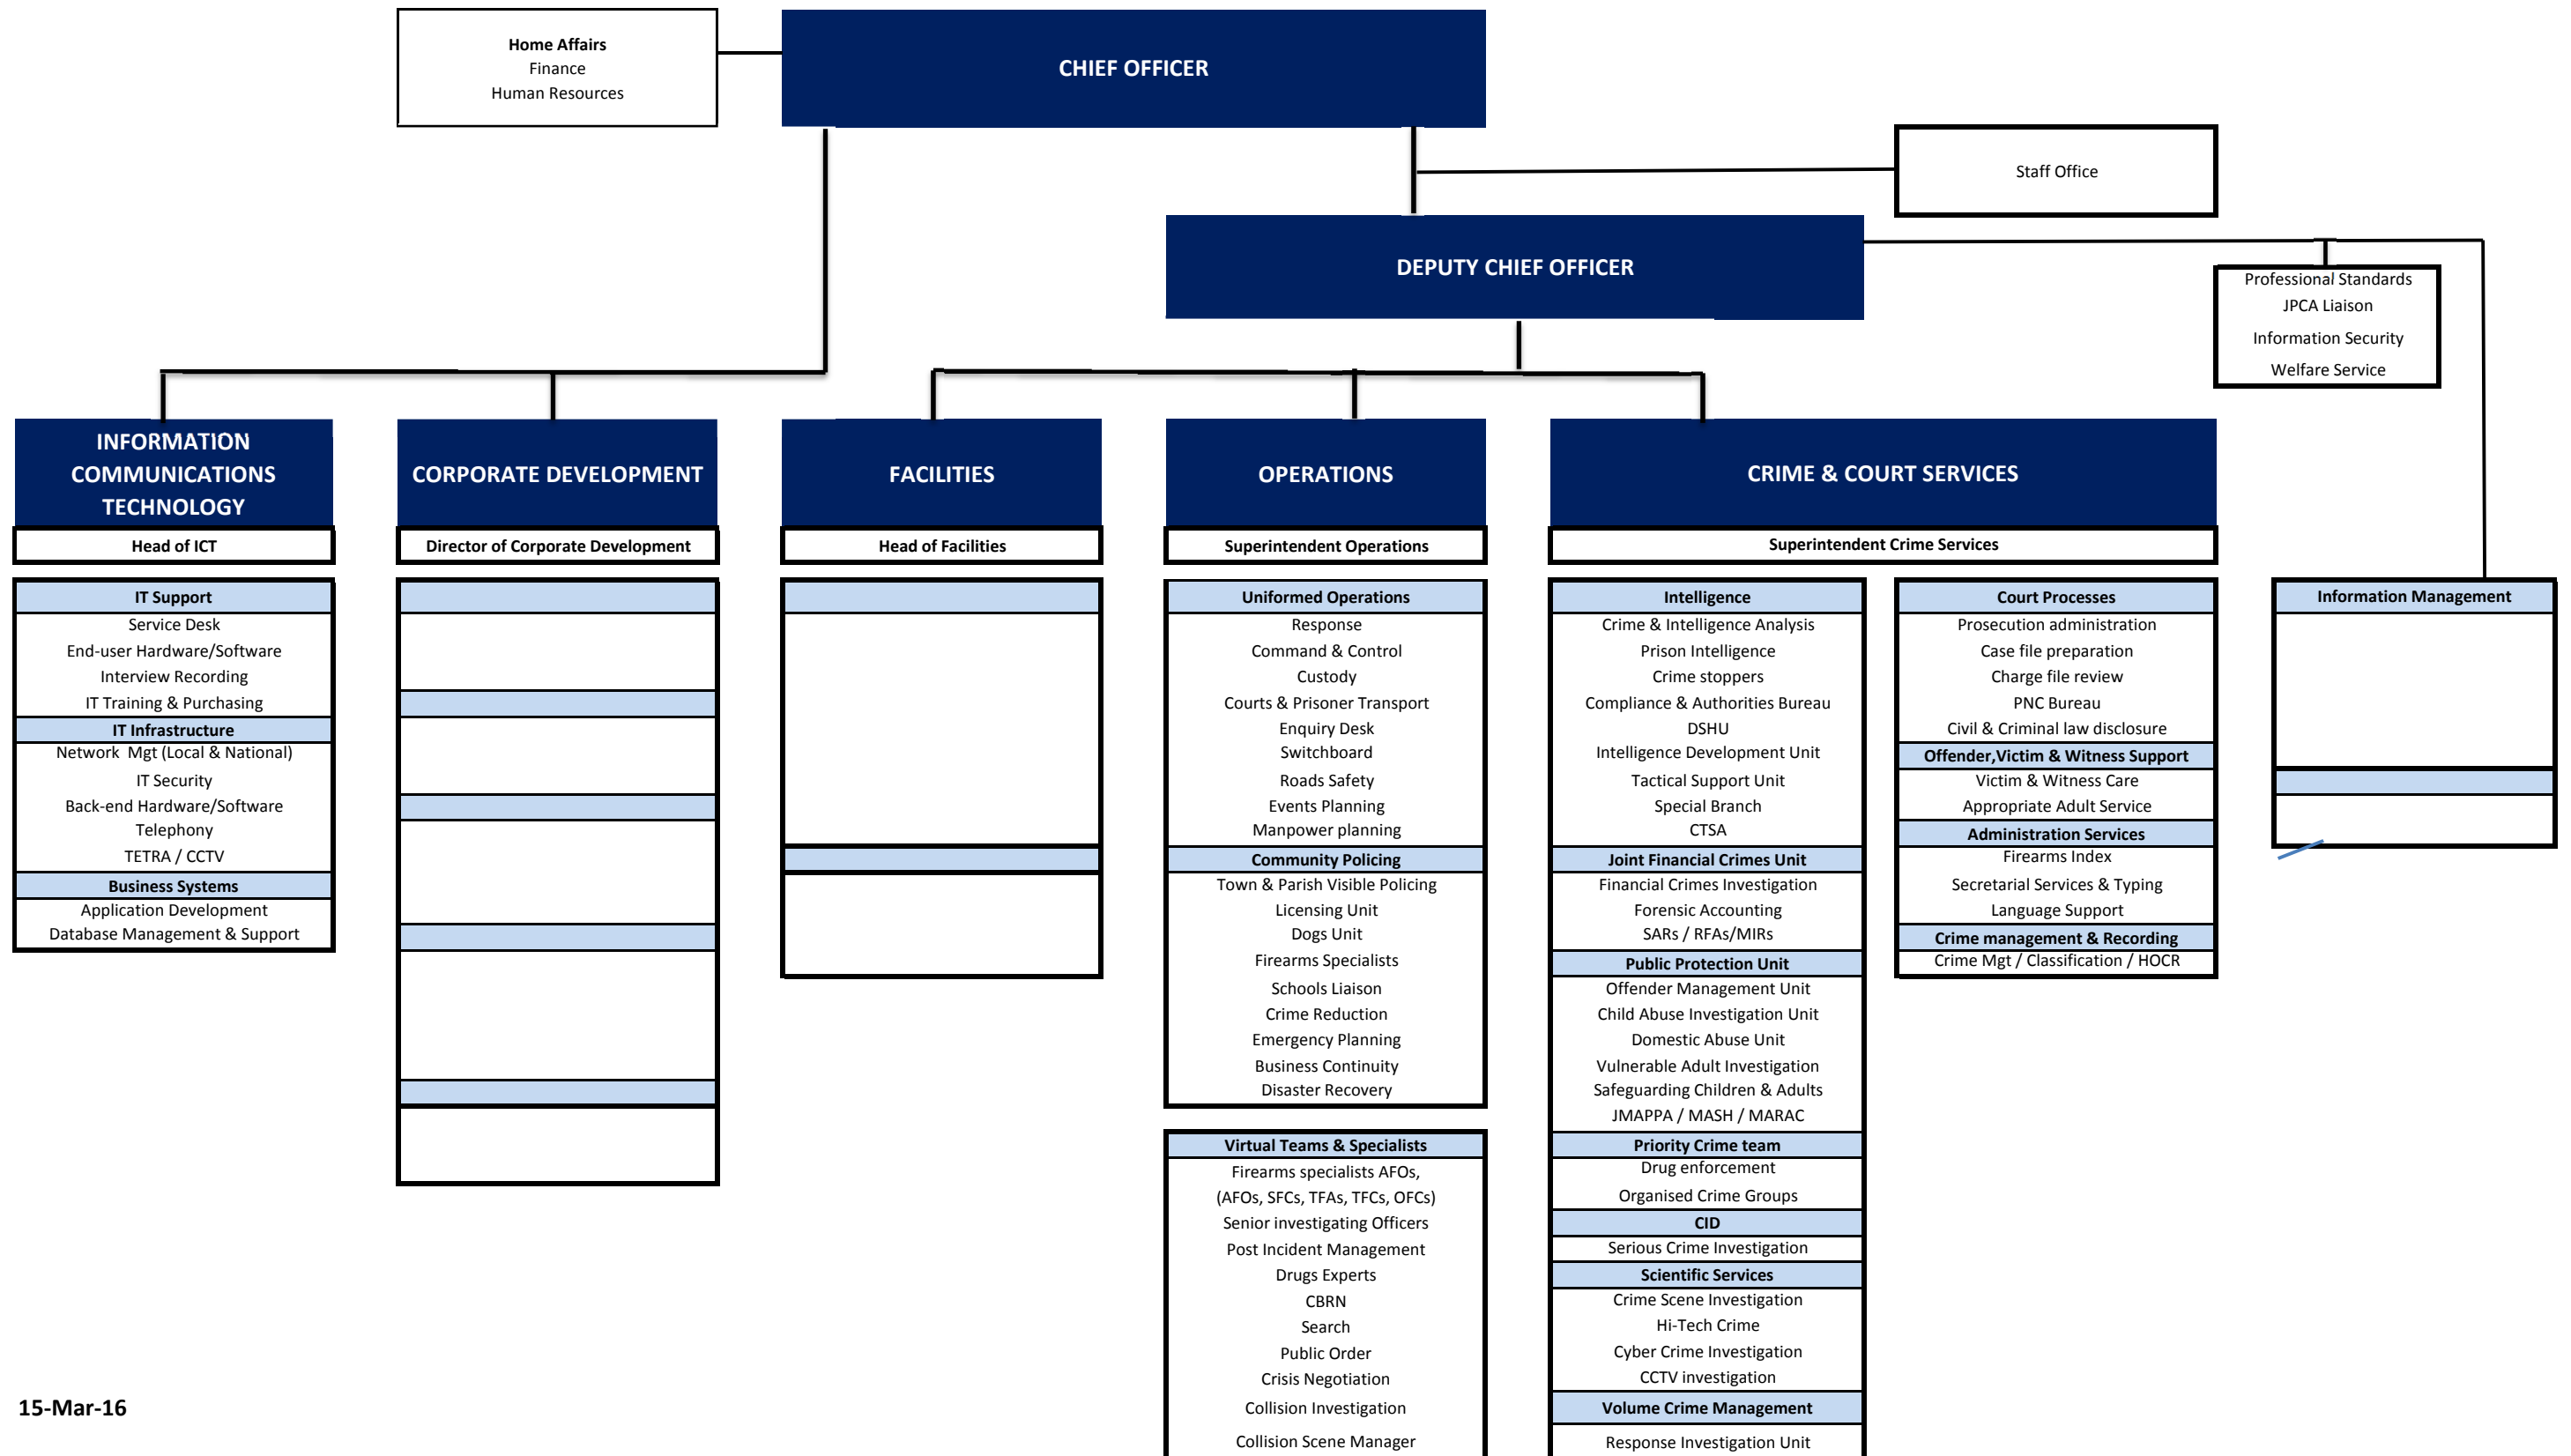 Home Affairs
Finance
Human Resources
CHIEF OFFICER
Staff Office
DEPUTY CHIEF OFFICER
Professional Standards
JPCA Liaison
Information Security
Welfare Service
INFORMATION
COMMUNICATIONS
TECHNOLOGY
Head of ICT
IT Support
Service Desk
End-user Hardware/Software
Interview Recording
IT Training & Purchasing
IT Infrastructure
Network Mgt (Local & National)
IT Security
Back-end Hardware/Software
Telephony
TETRA / CCTV
Business Systems
Application Development
Database Management & Support
CORPORATE DEVELOPMENT
Director of Corporate Development
FACILITIES
Head of Facilities
OPERATIONS
Superintendent Operations
Uniformed Operations
Response
Command & Control
Custody
Courts & Prisoner Transport
Enquiry Desk
Switchboard
Roads Safety
Events Planning
Manpower planning
Community Policing
Town & Parish Visible Policing
Licensing Unit
Dogs Unit
Firearms Specialists
Schools Liaison
Crime Reduction
Emergency Planning
Business Continuity
Disaster Recovery
Virtual Teams & Specialists
Firearms specialists AFOs,
(AFOs, SFCs, TFAs, TFCs, OFCs)
Senior investigating Officers
Post Incident Management
Drugs Experts
CBRN
Search
Public Order
Crisis Negotiation
Collision Investigation
Collision Scene Manager
CRIME & COURT SERVICES
Superintendent Crime Services
Intelligence
Crime & Intelligence Analysis
Prison Intelligence
Crime stoppers
Compliance & Authorities Bureau
DSHU
Intelligence Development Unit
Tactical Support Unit
Special Branch
CTSA
Joint Financial Crimes Unit
Financial Crimes Investigation
Forensic Accounting
SARs / RFAs/MIRs
Public Protection Unit
Offender Management Unit
Child Abuse Investigation Unit
Domestic Abuse Unit
Vulnerable Adult Investigation
Safeguarding Children & Adults
JMAPPA / MASH / MARAC
Priority Crime team
Drug enforcement
Organised Crime Groups
CID
Serious Crime Investigation
Scientific Services
Crime Scene Investigation
Hi-Tech Crime
Cyber Crime Investigation
CCTV investigation
Volume Crime Management
Response Investigation Unit
Court Processes
Prosecution administration
Case file preparation
Charge file review
PNC Bureau
Civil & Criminal law disclosure
Offender,Victim & Witness Support
Victim & Witness Care
Appropriate Adult Service
Administration Services
Firearms Index
Secretarial Services & Typing
Language Support
Crime management & Recording
Crime Mgt / Classification / HOCR
Information Management
15-Mar-16